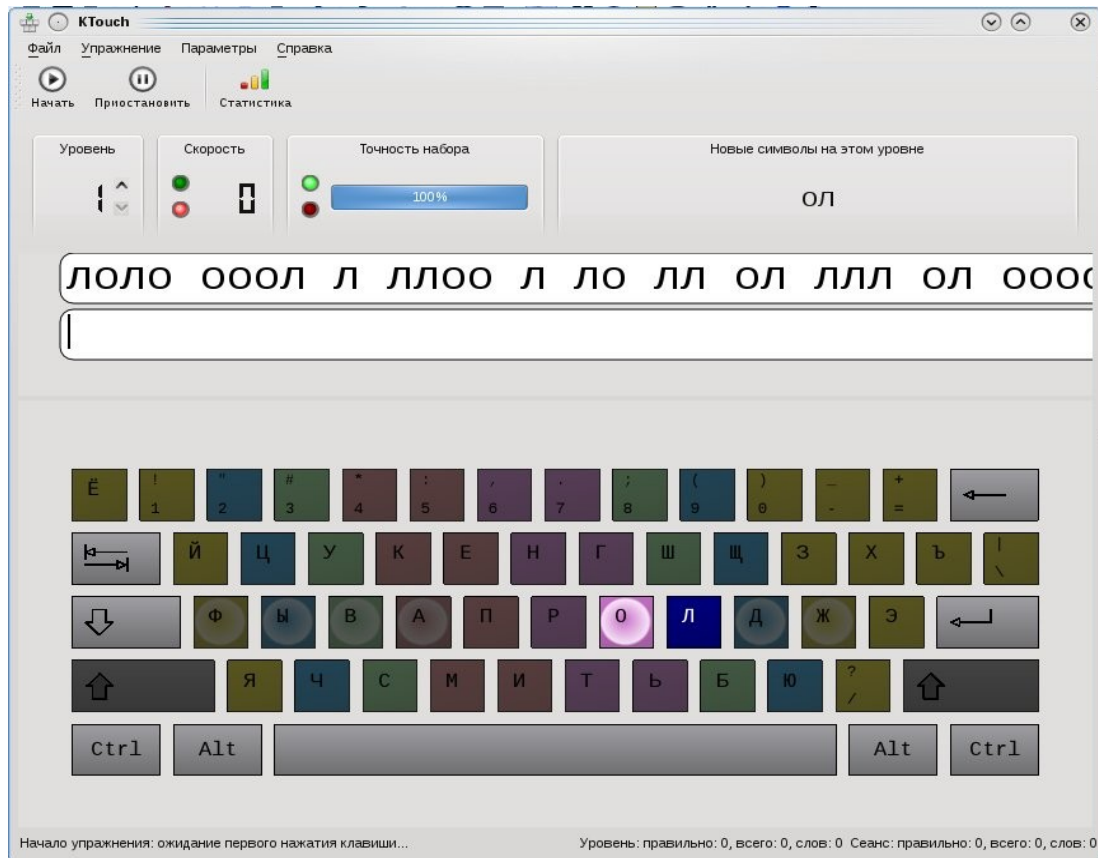 KTouch
Файл Упражнение Параметры Справка
Начать Приостановить Статистика
Уровень Скорость Точность набора Новые символы на этом уровне
1 0 100% ол
лоло ооол л ллоо л ло лл ол ллл ол оооо
Ё ! 1 " 2 # 3 * 4 : 5 , 6 . 7 ; 8 ( 9 ) 0 _ - + =
Й Ц У К Е Н Г Ш Щ З Х Ъ | \
Ф Ы В А П Р О Л Д Ж Э
Я Ч С М И Т Ь Б Ю ? /
Ctrl Alt Alt Ctrl
Начало упражнения: ожидание первого нажатия клавиши... Уровень: правильно: 0, всего: 0, слов: 0 Сеанс: правильно: 0, всего: 0, слов: 0